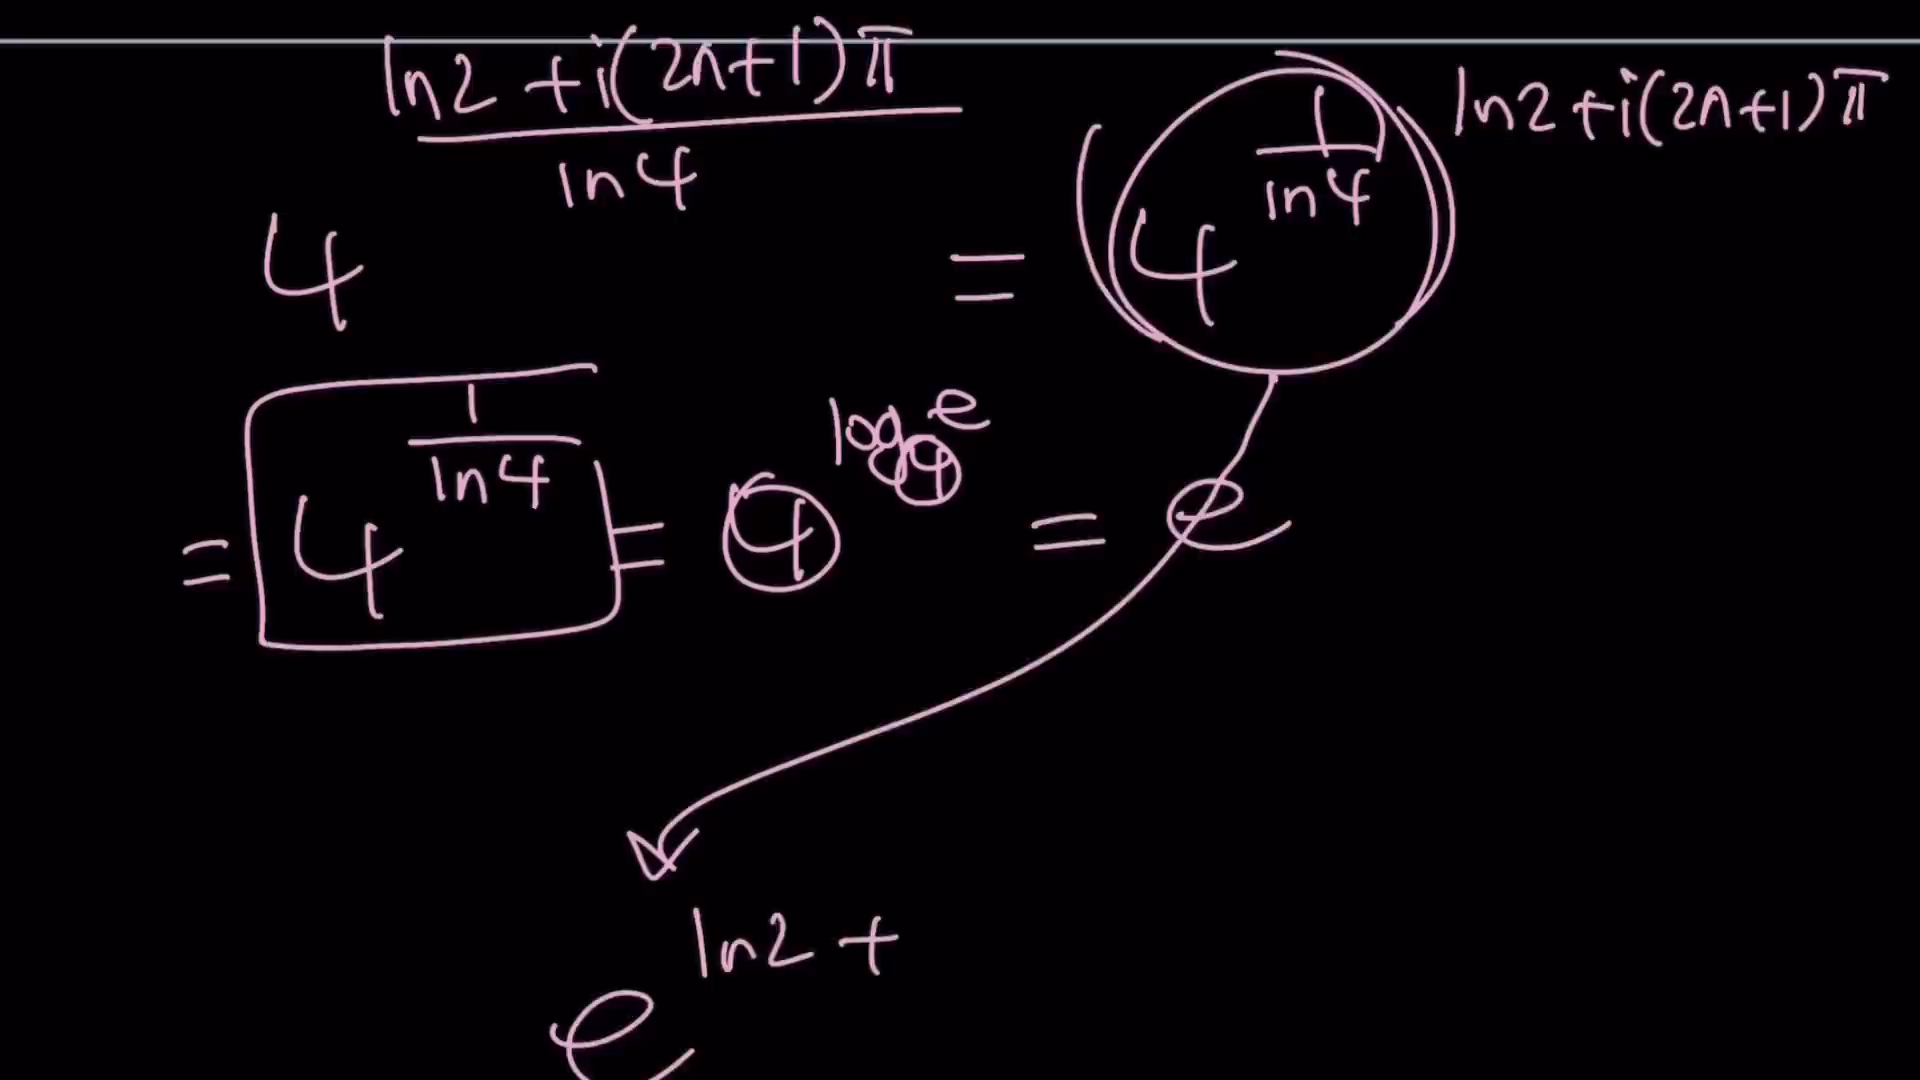 4^((ln2 + i(2n+1)π)/(ln4)) = (4^(1/(ln4)))^(ln2 + i(2n+1)π)
= 4^(1/(ln4)) = 4^(log₄e) = e
e^(ln2 +